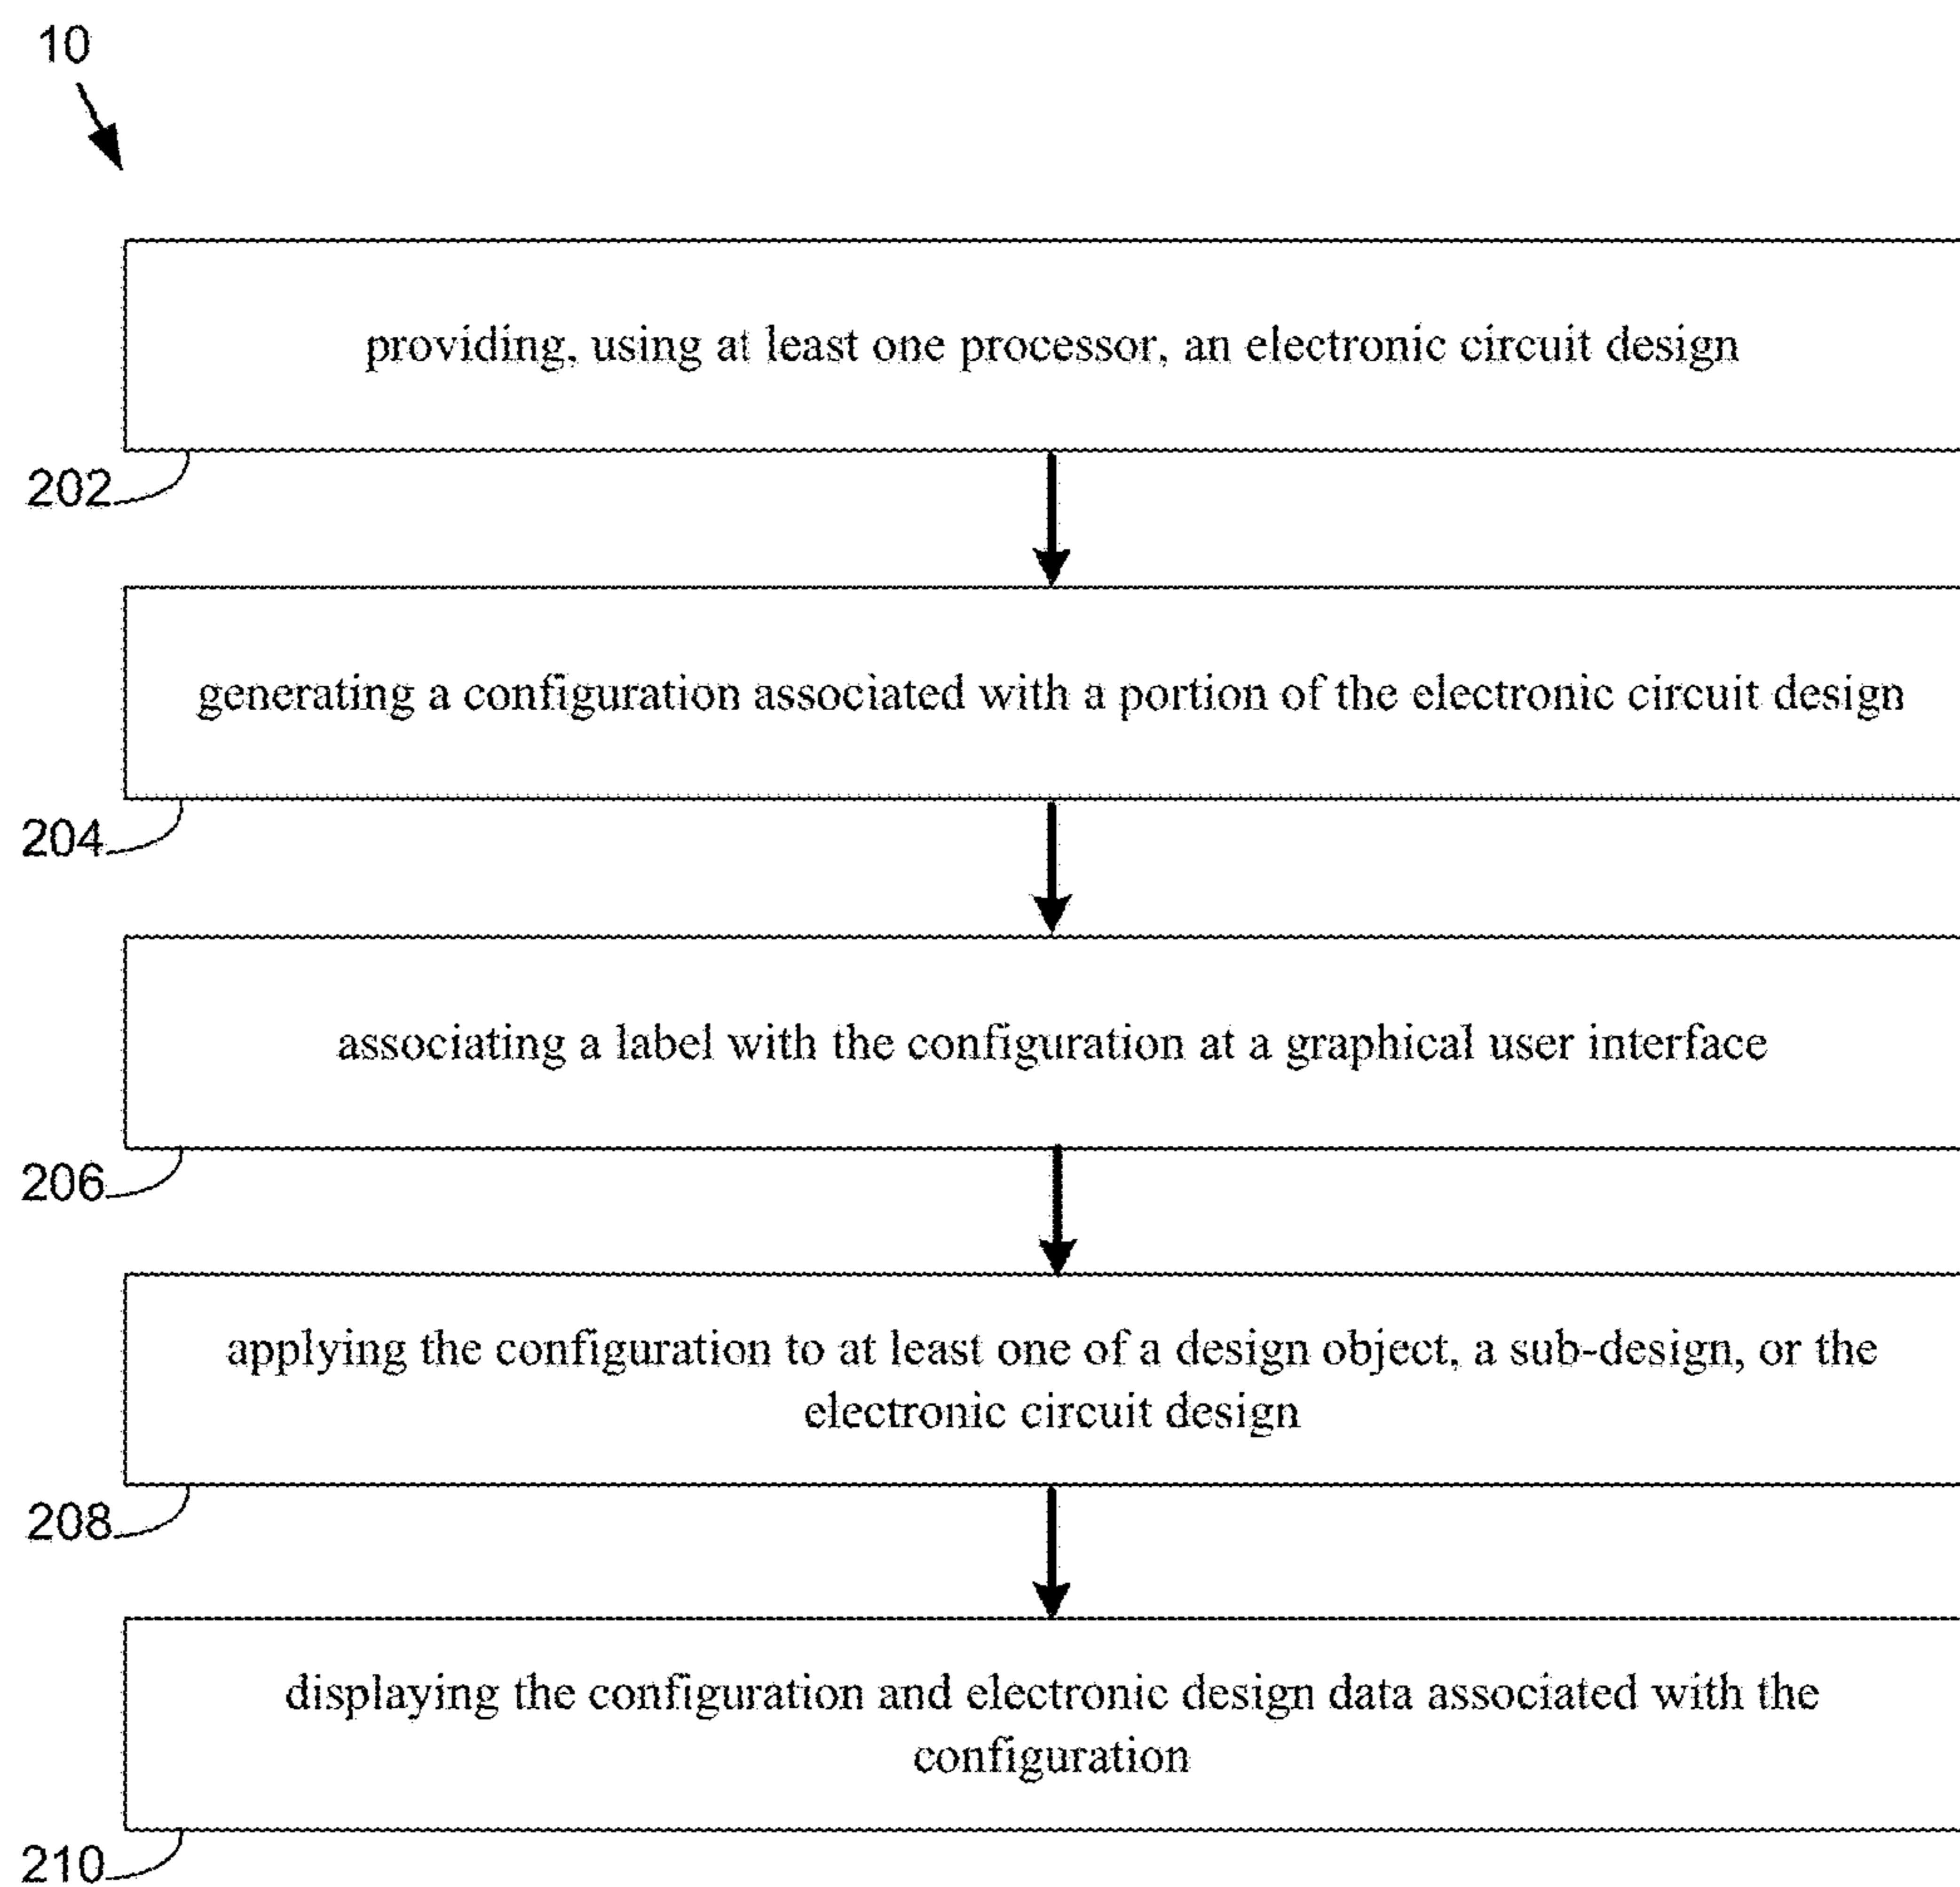 10
providing, using at least one processor, an electronic circuit design
202
generating a configuration associated with a portion of the electronic circuit design
204
associating a label with the configuration at a graphical user interface
206
applying the configuration to at least one of a design object, a sub-design, or the
electronic circuit design
208
displaying the configuration and electronic design data associated with the
configuration
210